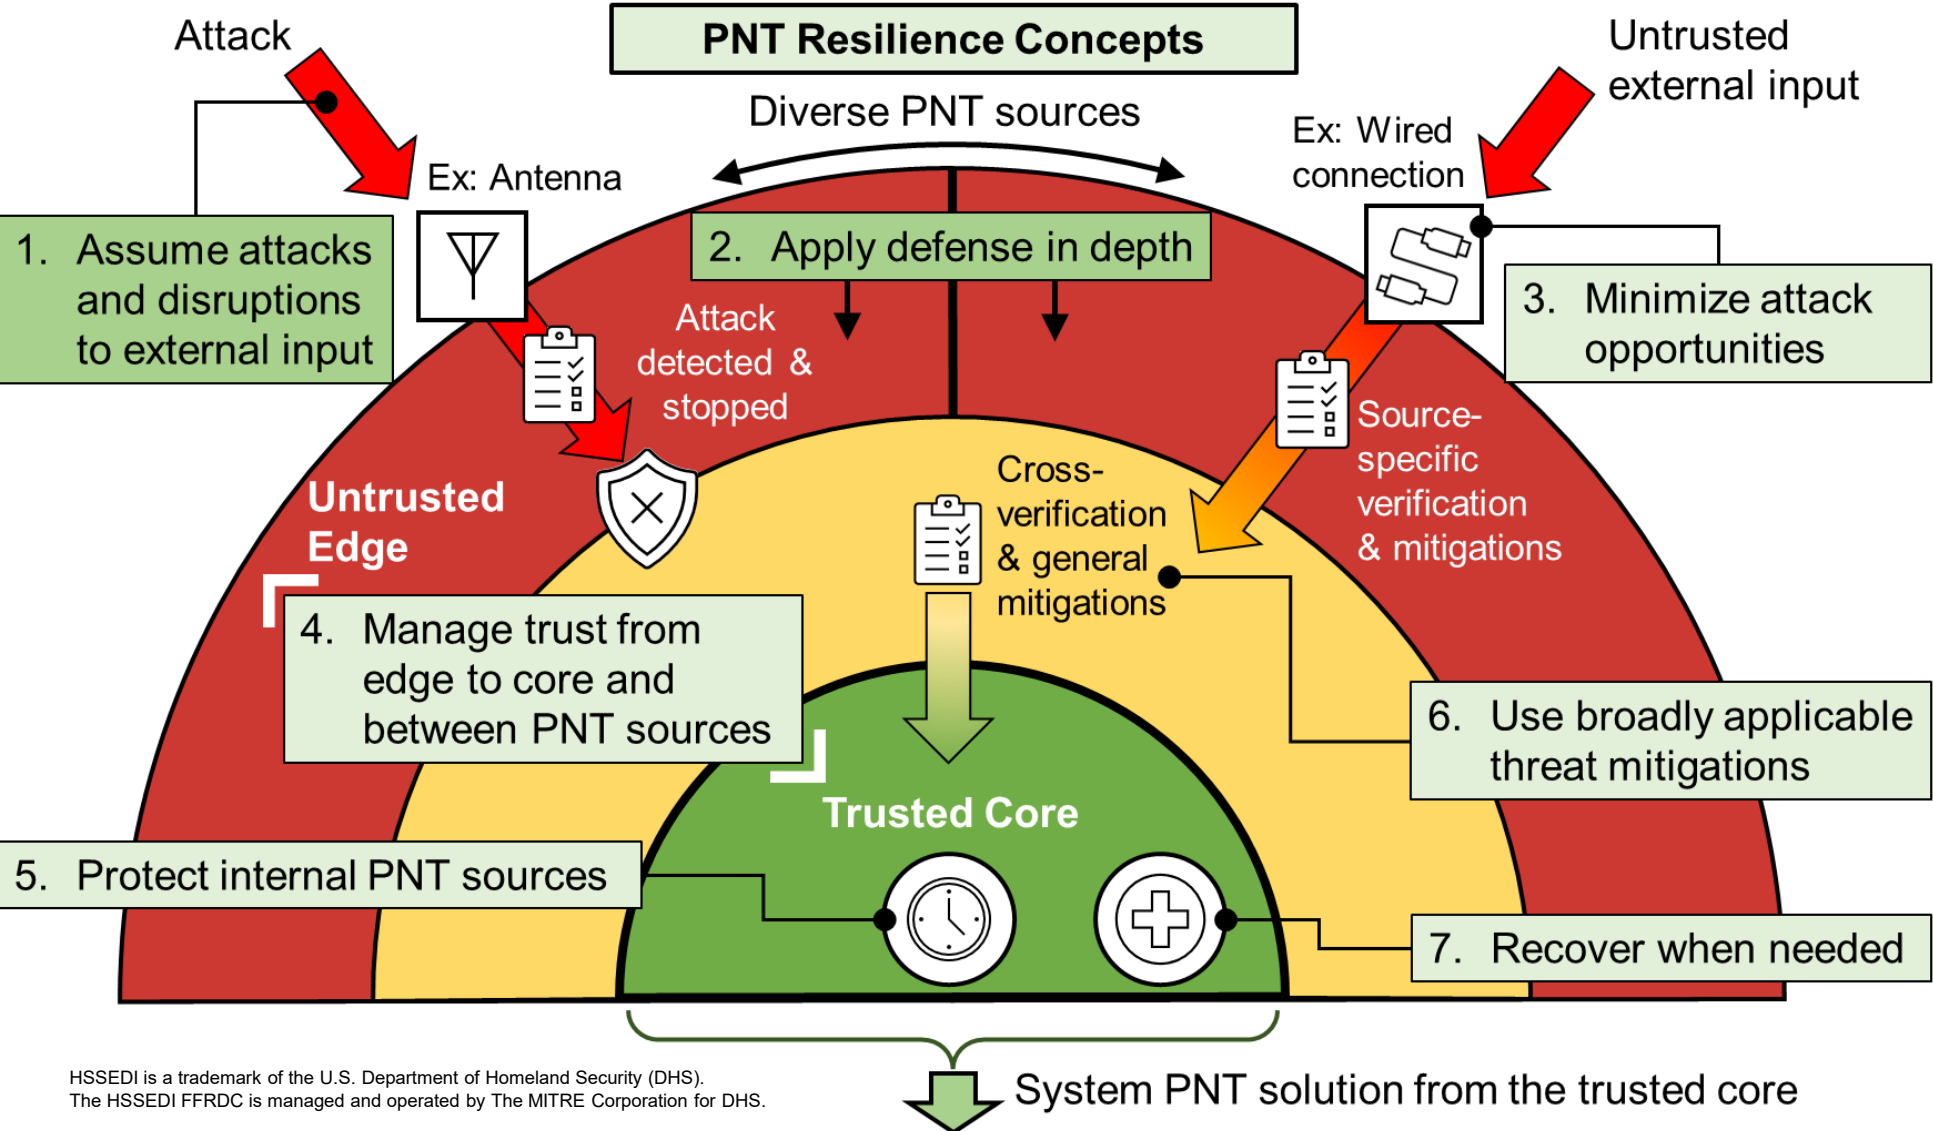 PNT Resilience Concepts
Attack
Untrusted
external input
Diverse PNT sources
Ex: Wired
connection
Ex: Antenna
1. Assume attacks
and disruptions
to external input
2. Apply defense in depth
3. Minimize attack
opportunities
Attack
detected &
stopped
Source-
specific
verification
& mitigations
Cross-
verification
& general
mitigations
Untrusted
Edge
4. Manage trust from
edge to core and
between PNT sources
6. Use broadly applicable
threat mitigations
Trusted Core
5. Protect internal PNT sources
7. Recover when needed
HSSEDI is a trademark of the U.S. Department of Homeland Security (DHS).
The HSSEDI FFRDC is managed and operated by The MITRE Corporation for DHS.
System PNT solution from the trusted core